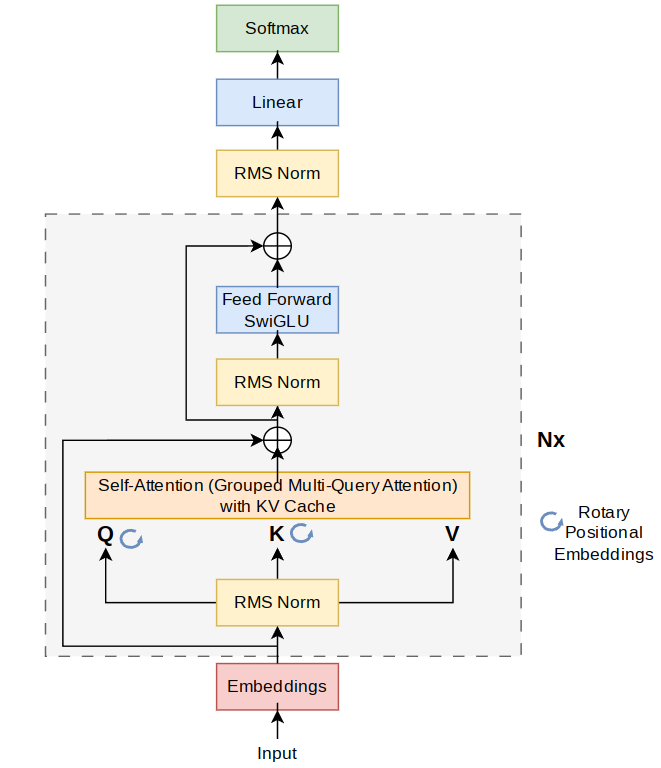 Softmax
Linear
RMS Norm
Feed Forward
SwiGLU
RMS Norm
Nx
Self-Attention (Grouped Multi-Query Attention)
with KV Cache
Q
K
V
Rotary
Positional
Embeddings
RMS Norm
Embeddings
Input